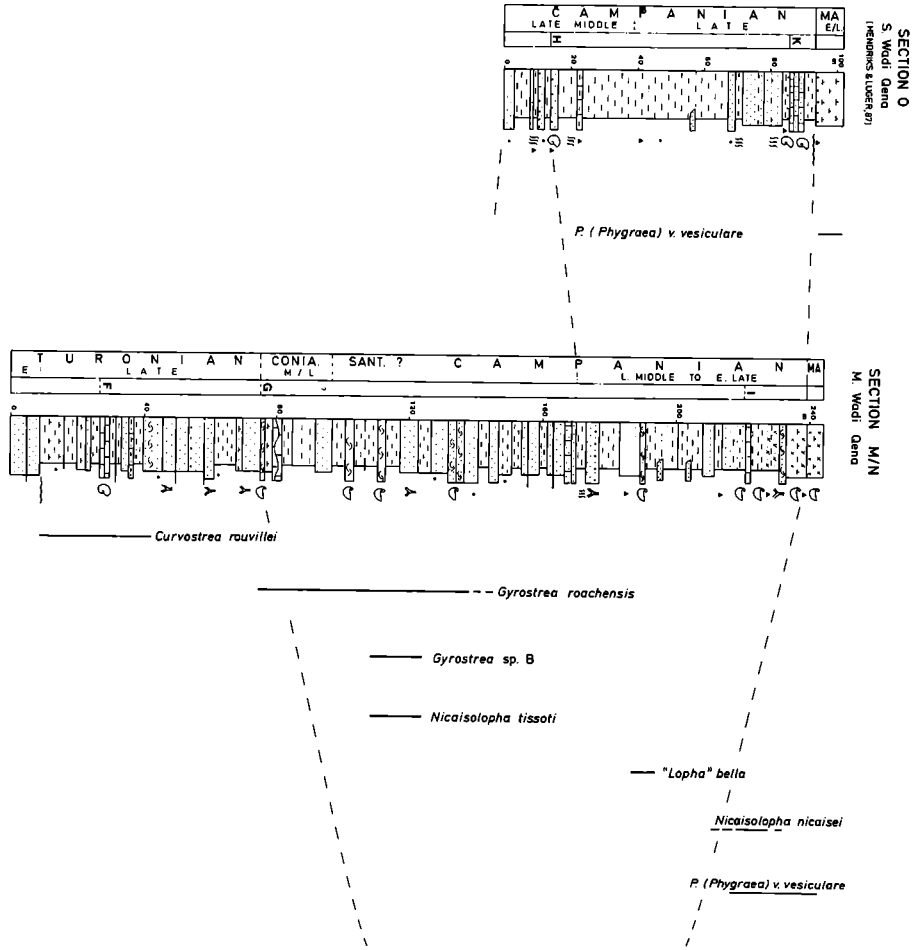 C A M P A N I A N MA
LATE MIDDLE LATE E/L
H K
0 20 40 60 80 100
m
SECTION O
S. Wadi Qena
(HENDRIKS & LUGER, 87)
P. (Phygraea) v. vesiculare
T U R O N I A N CONIA. SANT. ? C A M P A N I A N MA
E LATE M/L L. MIDDLE TO E. LATE
F G ? I
0 40 80 120 160 200 240
m
SECTION M/N
M. Wadi Qena
Curvostrea rouvillei
Gyrostrea roachensis
Gyrostrea sp. B
Nicaisolopha tissoti
"Lopha" bella
Nicaisolopha nicaisei
P. (Phygraea) v. vesiculare